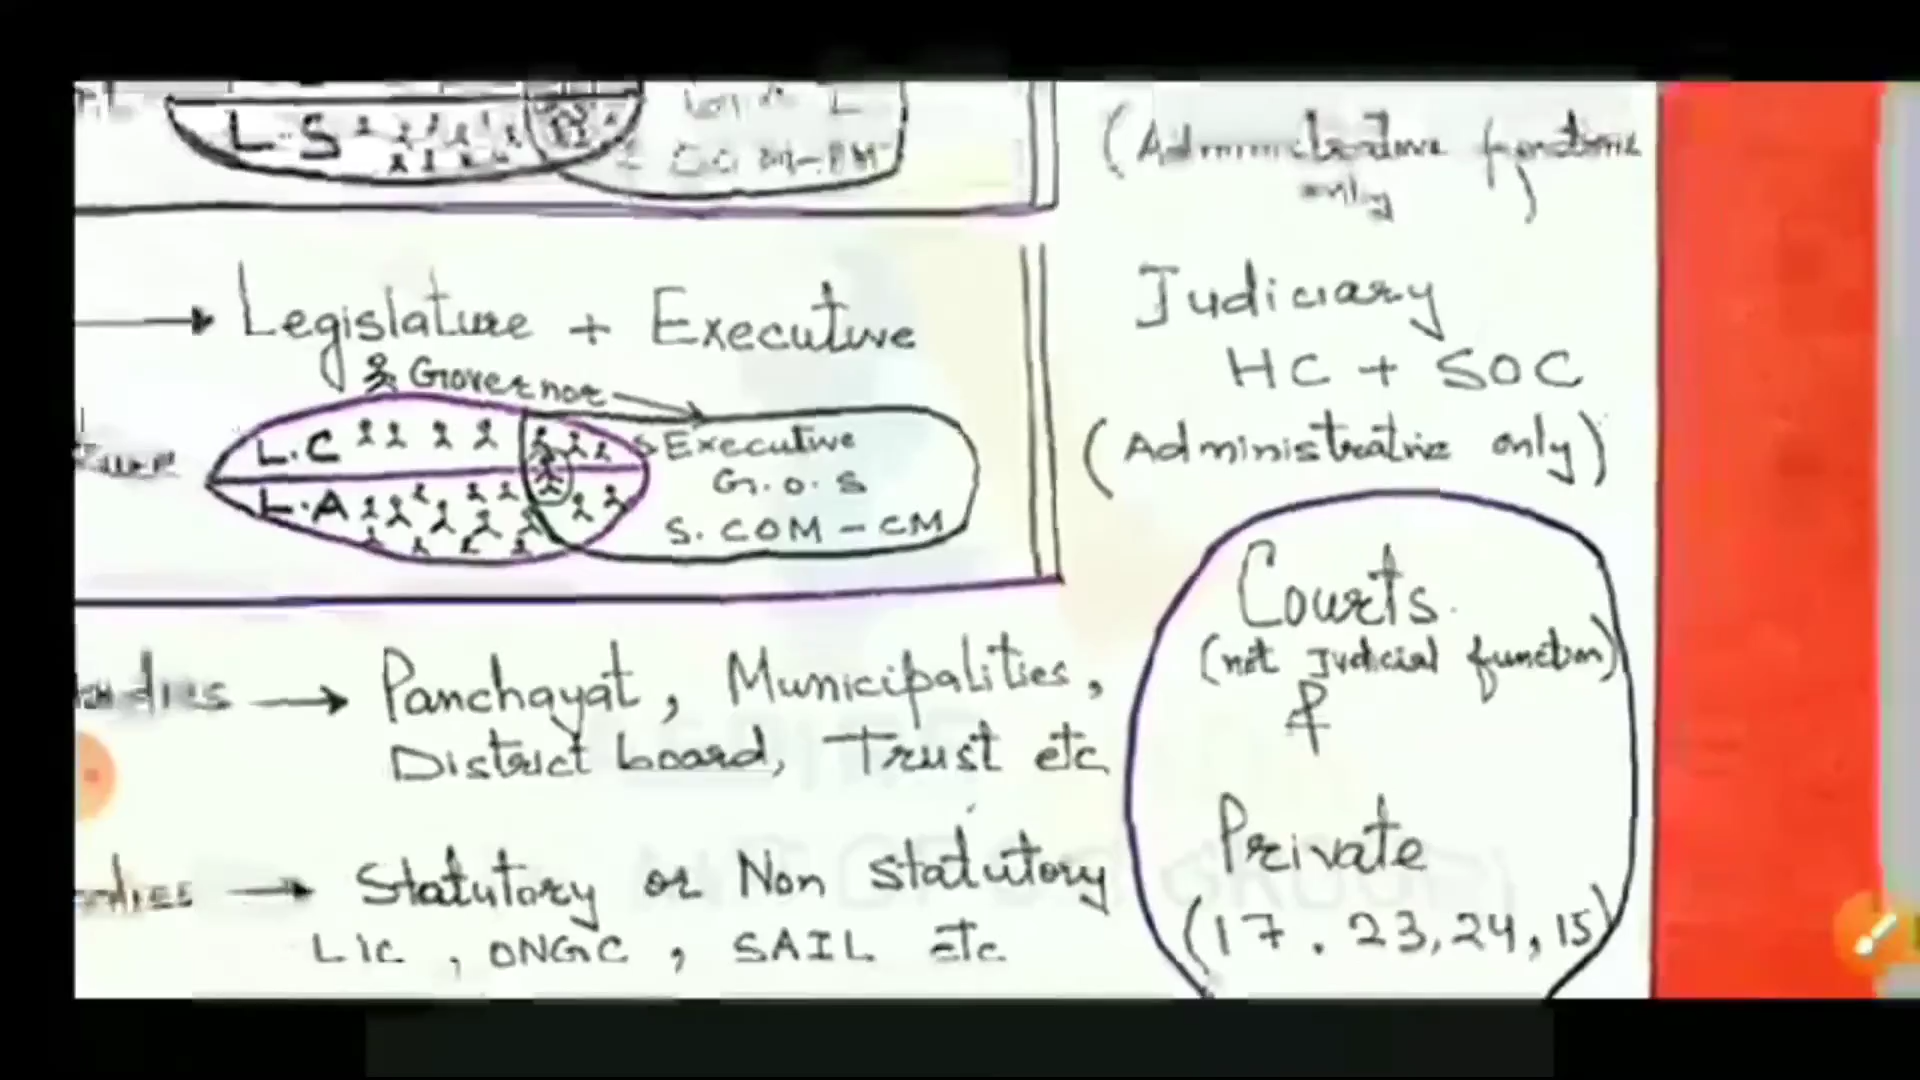 L.S
(Administrative functions
only)
Judiciary
HC + SOC
(Administrative only)
Legislature + Executive
& Governor
L.C
L.A
Executive
G.O.S
S. COM - CM
Panchayat, Municipalities,
District board, Trust etc
Statutory or Non Statutory
LIC, ONGC, SAIL etc
Courts.
(not Judicial function)
&
Private
(17. 23, 24, 15)